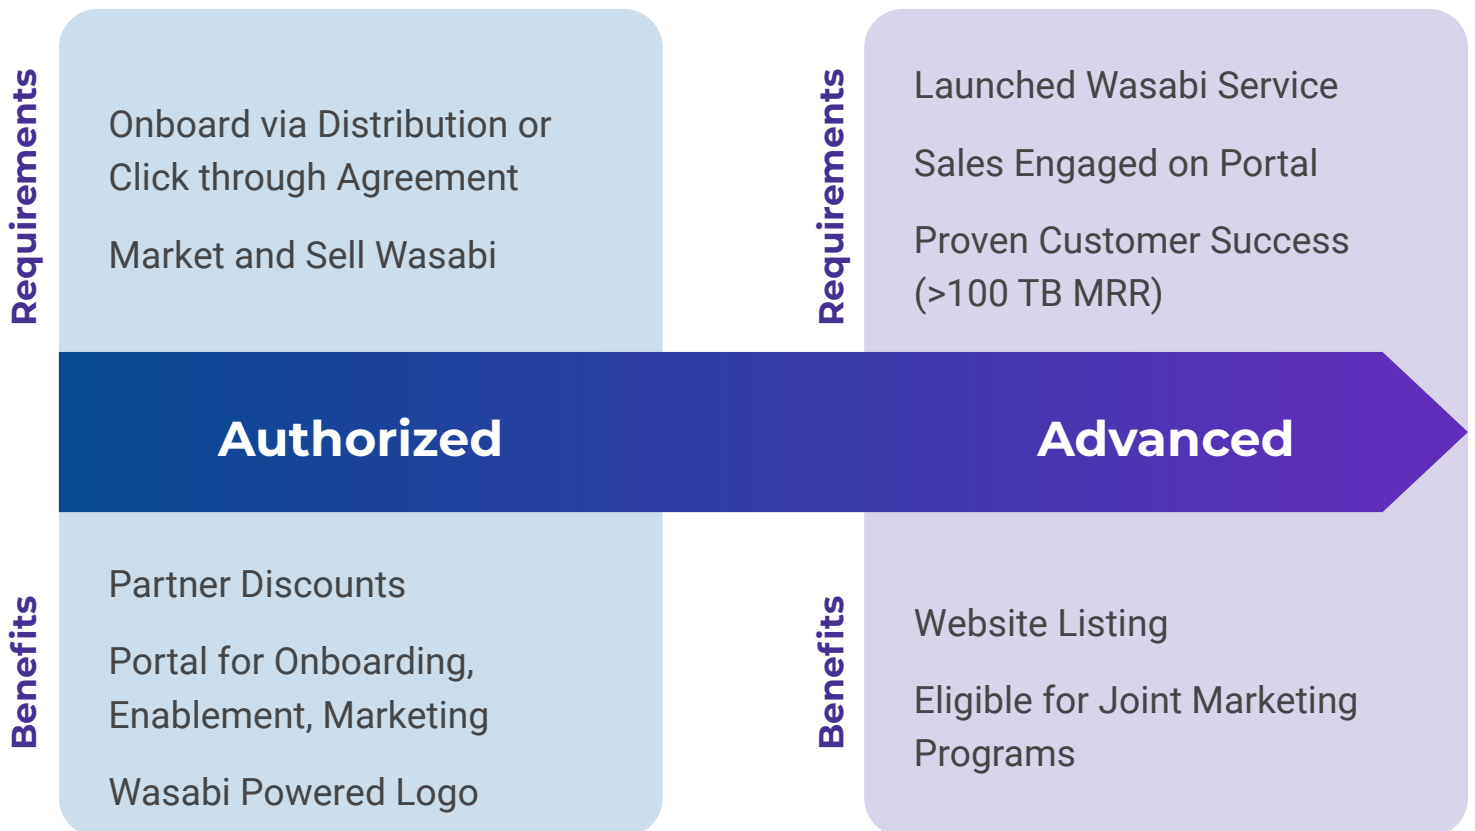 Requirements
Onboard via Distribution or
Click through Agreement
Market and Sell Wasabi
Requirements
Launched Wasabi Service
Sales Engaged on Portal
Proven Customer Success
(>100 TB MRR)
Authorized
Advanced
Benefits
Partner Discounts
Portal for Onboarding,
Enablement, Marketing
Wasabi Powered Logo
Benefits
Website Listing
Eligible for Joint Marketing
Programs